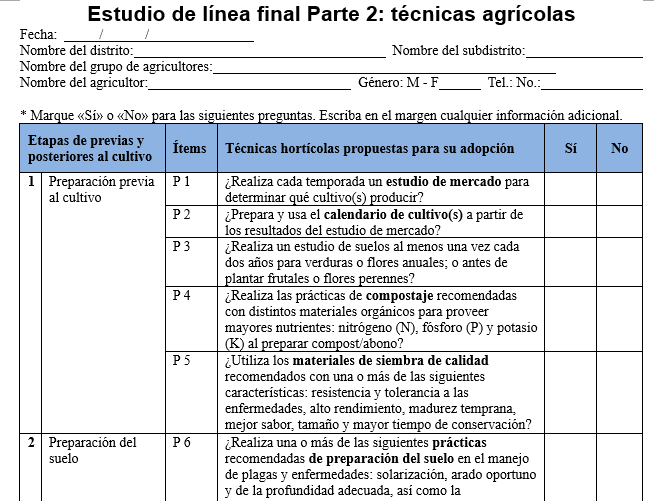 Estudio de línea final Parte 2: técnicas agrícolas
Fecha: ______/______/______________
Nombre del distrito:____________________________________ Nombre del subdistrito:_________________
Nombre del grupo de agricultores:_________________________________________________
Nombre del agricultor:_____________________________ Género: M - F______ Tel.: No.:_______________
* Marque «Sí» o «No» para las siguientes preguntas. Escriba en el margen cualquier información adicional.
Etapas de previas y posteriores al cultivo Ítems Técnicas hortícolas propuestas para su adopción Sí No
1 Preparación previa al cultivo
P 1 ¿Realiza cada temporada un estudio de mercado para
determinar qué cultivo(s) producir?
P 2 ¿Prepara y usa el calendario de cultivo(s) a partir de
los resultados del estudio de mercado?
P 3 ¿Realiza un estudio de suelos al menos una vez cada
dos años para verduras o flores anuales; o antes de
plantar frutales o flores perennes?
P 4 ¿Realiza las prácticas de compostaje recomendadas
con distintos materiales orgánicos para proveer
mayores nutrientes: nitrógeno (N), fósforo (P) y potasio
(K) al preparar compost/abono?
P 5 ¿Utiliza los materiales de siembra de calidad
recomendados con una o más de las siguientes
características: resistencia y tolerancia a las
enfermedades, alto rendimiento, madurez temprana,
mejor sabor, tamaño y mayor tiempo de conservación?
2 Preparación del suelo
P 6 ¿Realiza una o más de las siguientes prácticas
recomendadas de preparación del suelo en el manejo
de plagas y enfermedades: solarización, arado oportuno
y de la profundidad adecuada, así como la